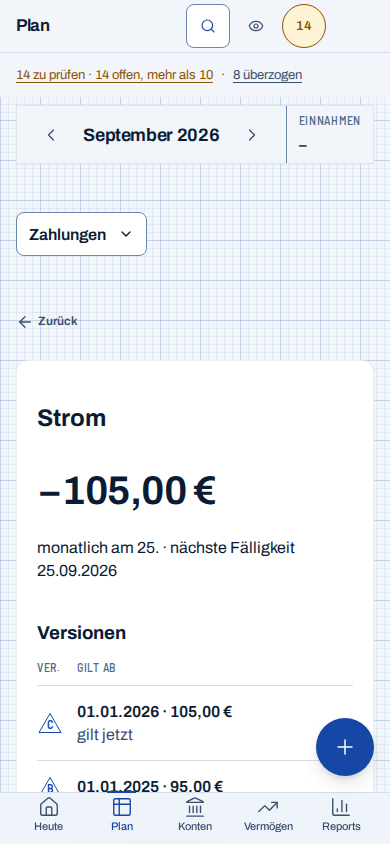 Plan
14
14 zu prüfen · 14 offen, mehr als 10 · 8 überzogen
September 2026
EINNAHMEN
–
Zahlungen
Zurück
Strom
–105,00 €
monatlich am 25. · nächste Fälligkeit
25.09.2026
Versionen
VER. GILT AB
C 01.01.2026 · 105,00 €
gilt jetzt
B 01.01.2025 · 95,00 €
Heute Plan Konten Vermögen Reports